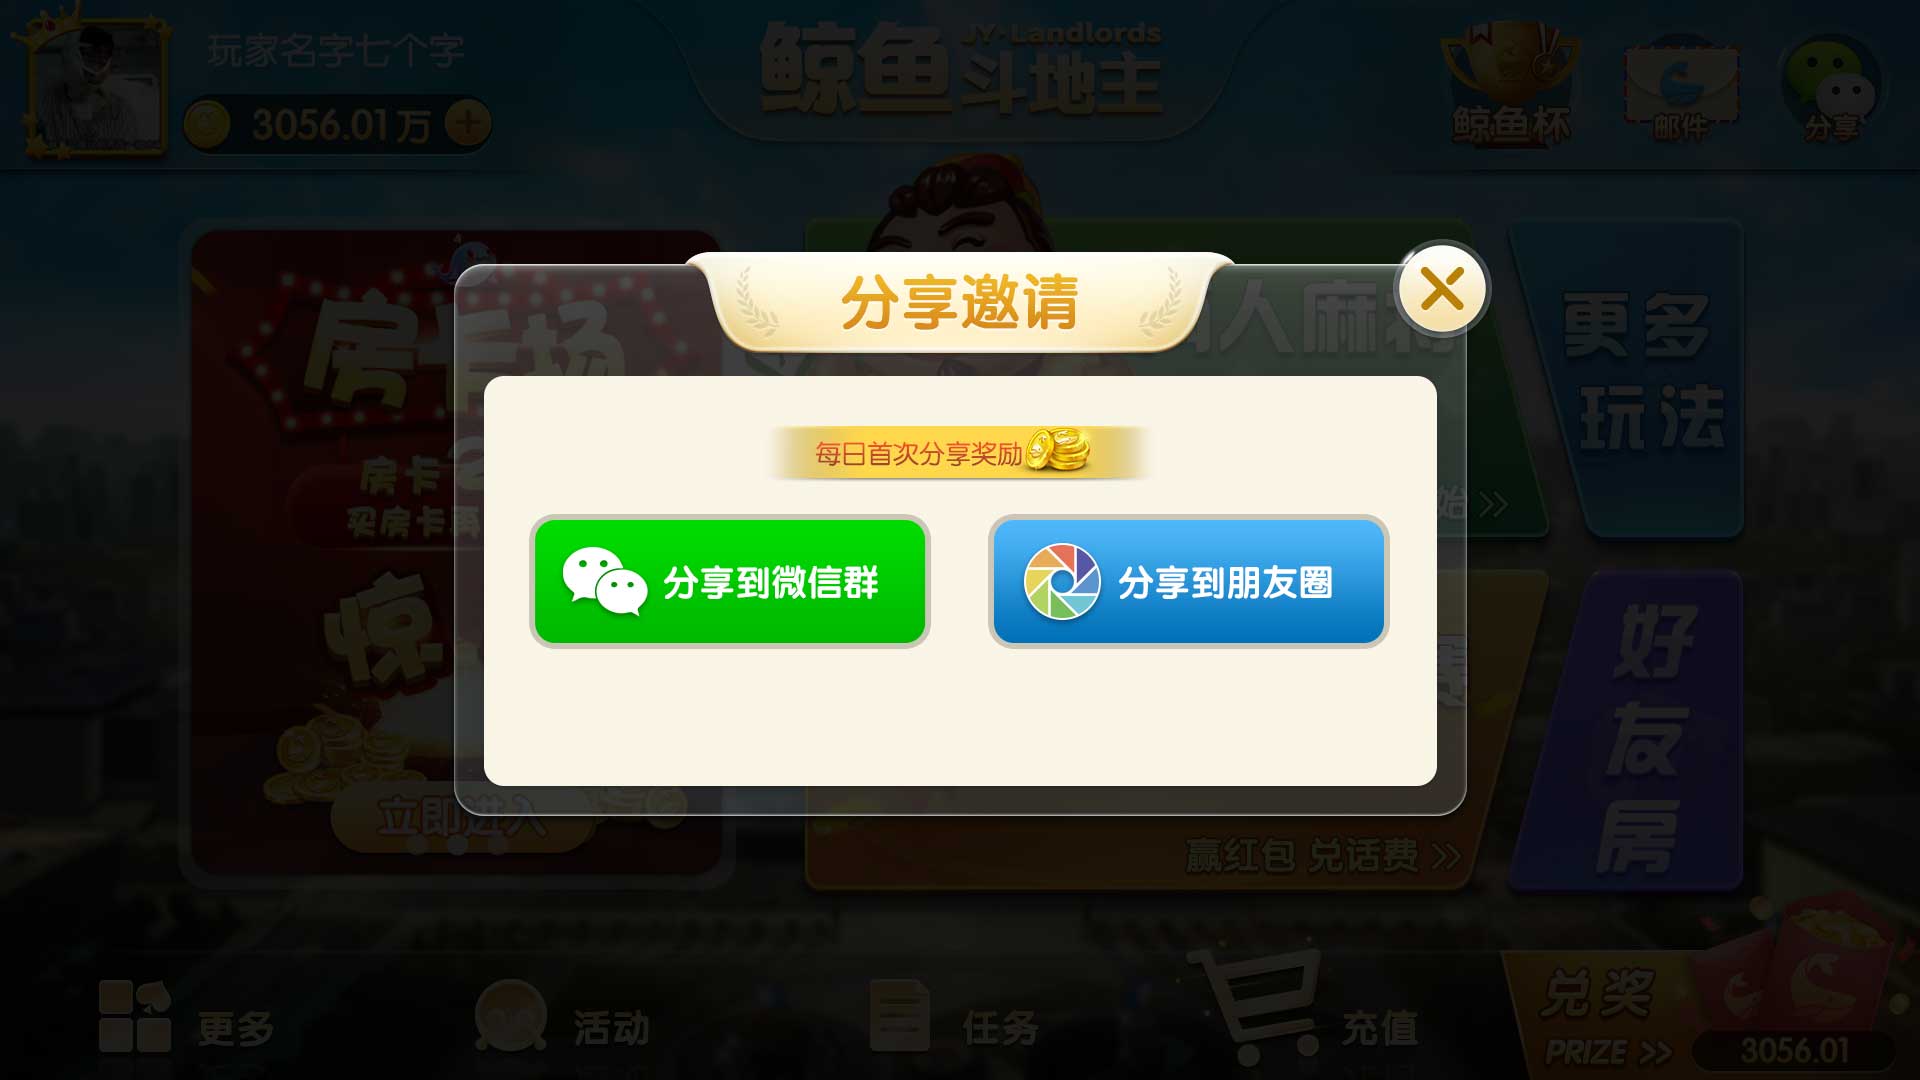 玩家名字七个字
3056.01万
鲸鱼
JY·Landlords
斗地主
鲸鱼杯
邮件
分享
分享邀请
每日首次分享奖励
分享到微信群
分享到朋友圈
房卡场
人麻将
更多
玩法
房卡
买房卡再
始 >>
惊
立即进入
赢红包 兑话费 >>
好
友
房
更多
活动
任务
充值
兑奖
PRIZE >>
3056.01